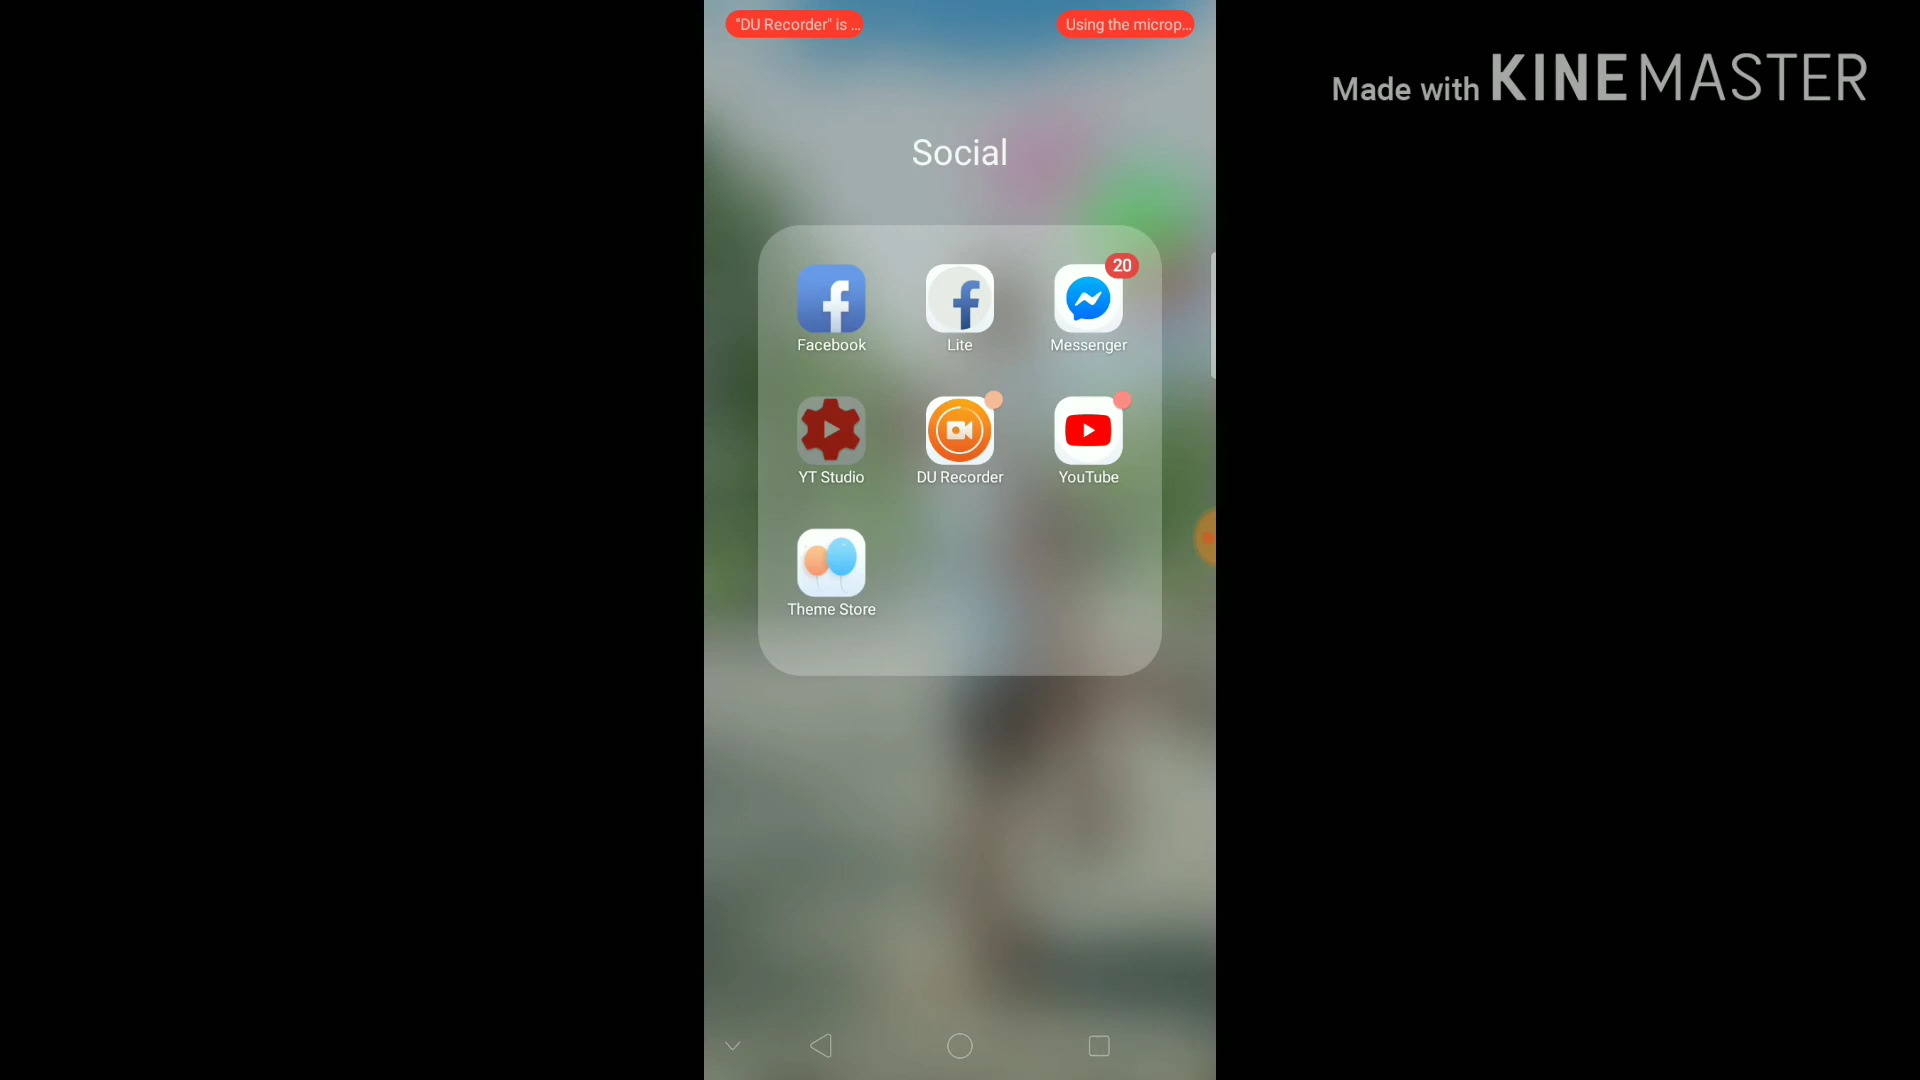 "DU Recorder" is ...
Using the microp...
Made with KINEMASTER
Social
20
Facebook
Lite
Messenger
YT Studio
DU Recorder
YouTube
Theme Store